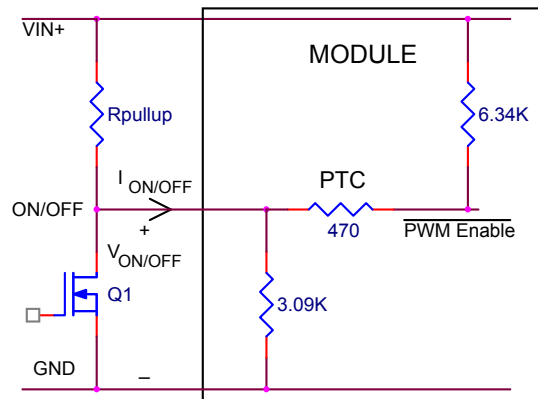 VIN+
MODULE
Rpullup
6.34K
I ON/OFF
PTC
ON/OFF
+
470
PWM Enable
V ON/OFF
Q1
3.09K
GND
–